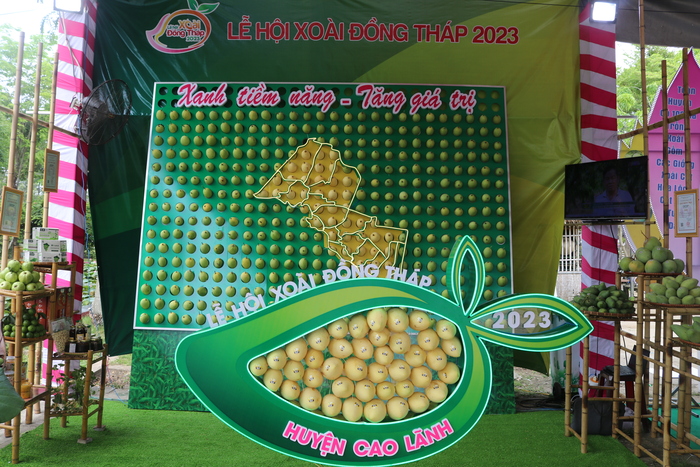 Xoài
Đồng Tháp
LỄ HỘI XOÀI ĐỒNG THÁP 2023
Xanh tiềm năng - Tăng giá trị
LỄ HỘI XOÀI ĐỒNG THÁP
2023
HUYỆN CAO LÃNH